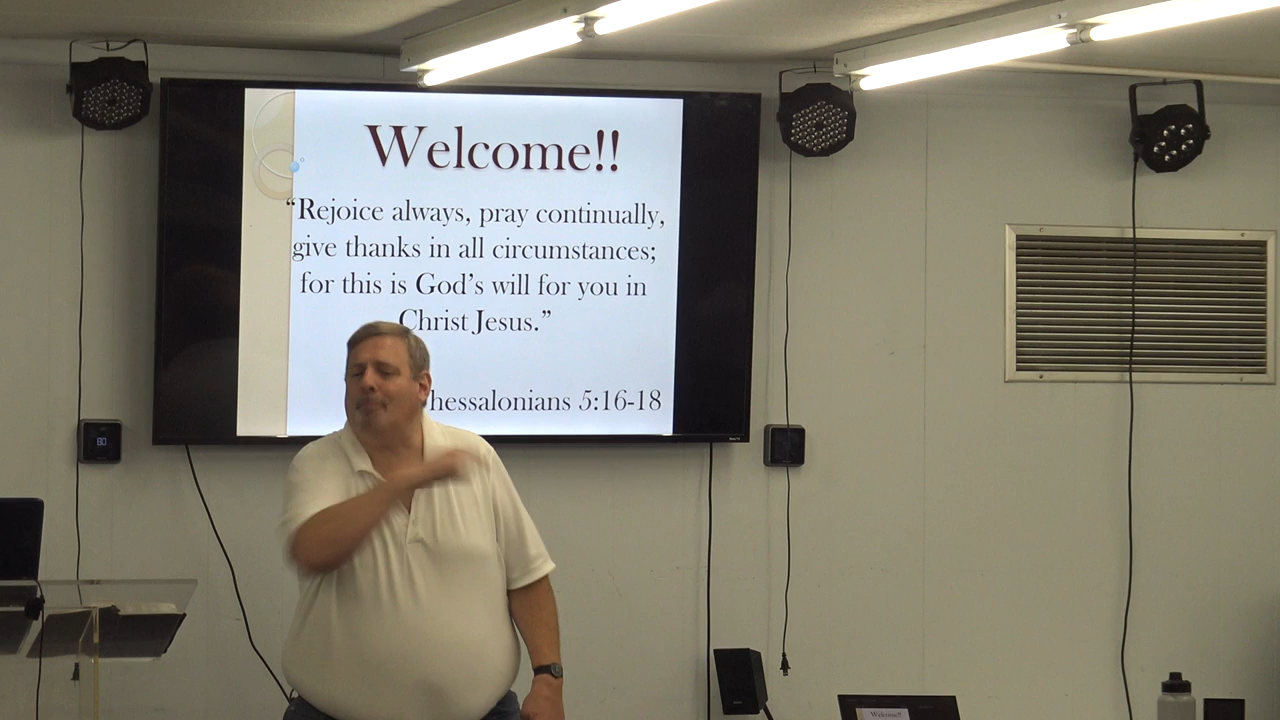 Welcome!!
“Rejoice always, pray continually,
give thanks in all circumstances;
for this is God’s will for you in
Christ Jesus.”
hessalonians 5:16-18
80
Welcome!!